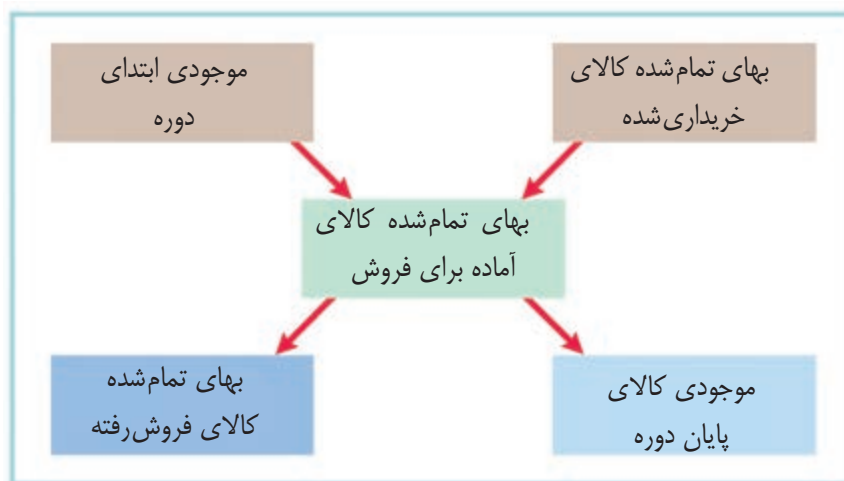 بهای تمام‌شده کالای
خریداری‌شده
موجودی ابتدای
دوره
بهای تمام‌شده کالای
آماده برای فروش
موجودی کالای
پایان دوره
بهای تمام‌شده
کالای فروش‌رفته